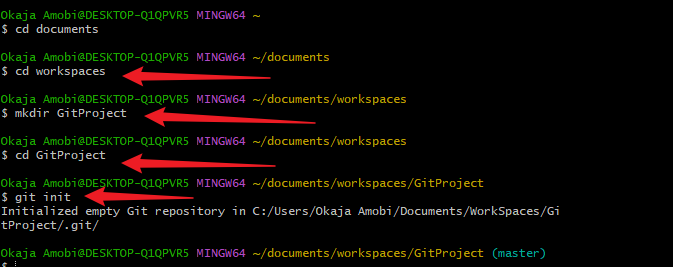 Okaja Amobi@DESKTOP-Q1QPVR5 MINGW64 ~
$ cd documents
Okaja Amobi@DESKTOP-Q1QPVR5 MINGW64 ~/documents
$ cd workspaces
Okaja Amobi@DESKTOP-Q1QPVR5 MINGW64 ~/documents/workspaces
$ mkdir GitProject
Okaja Amobi@DESKTOP-Q1QPVR5 MINGW64 ~/documents/workspaces
$ cd GitProject
Okaja Amobi@DESKTOP-Q1QPVR5 MINGW64 ~/documents/workspaces/GitProject
$ git init
Initialized empty Git repository in C:/Users/Okaja Amobi/Documents/WorkSpaces/Gi
tProject/.git/
Okaja Amobi@DESKTOP-Q1QPVR5 MINGW64 ~/documents/workspaces/GitProject (master)
$